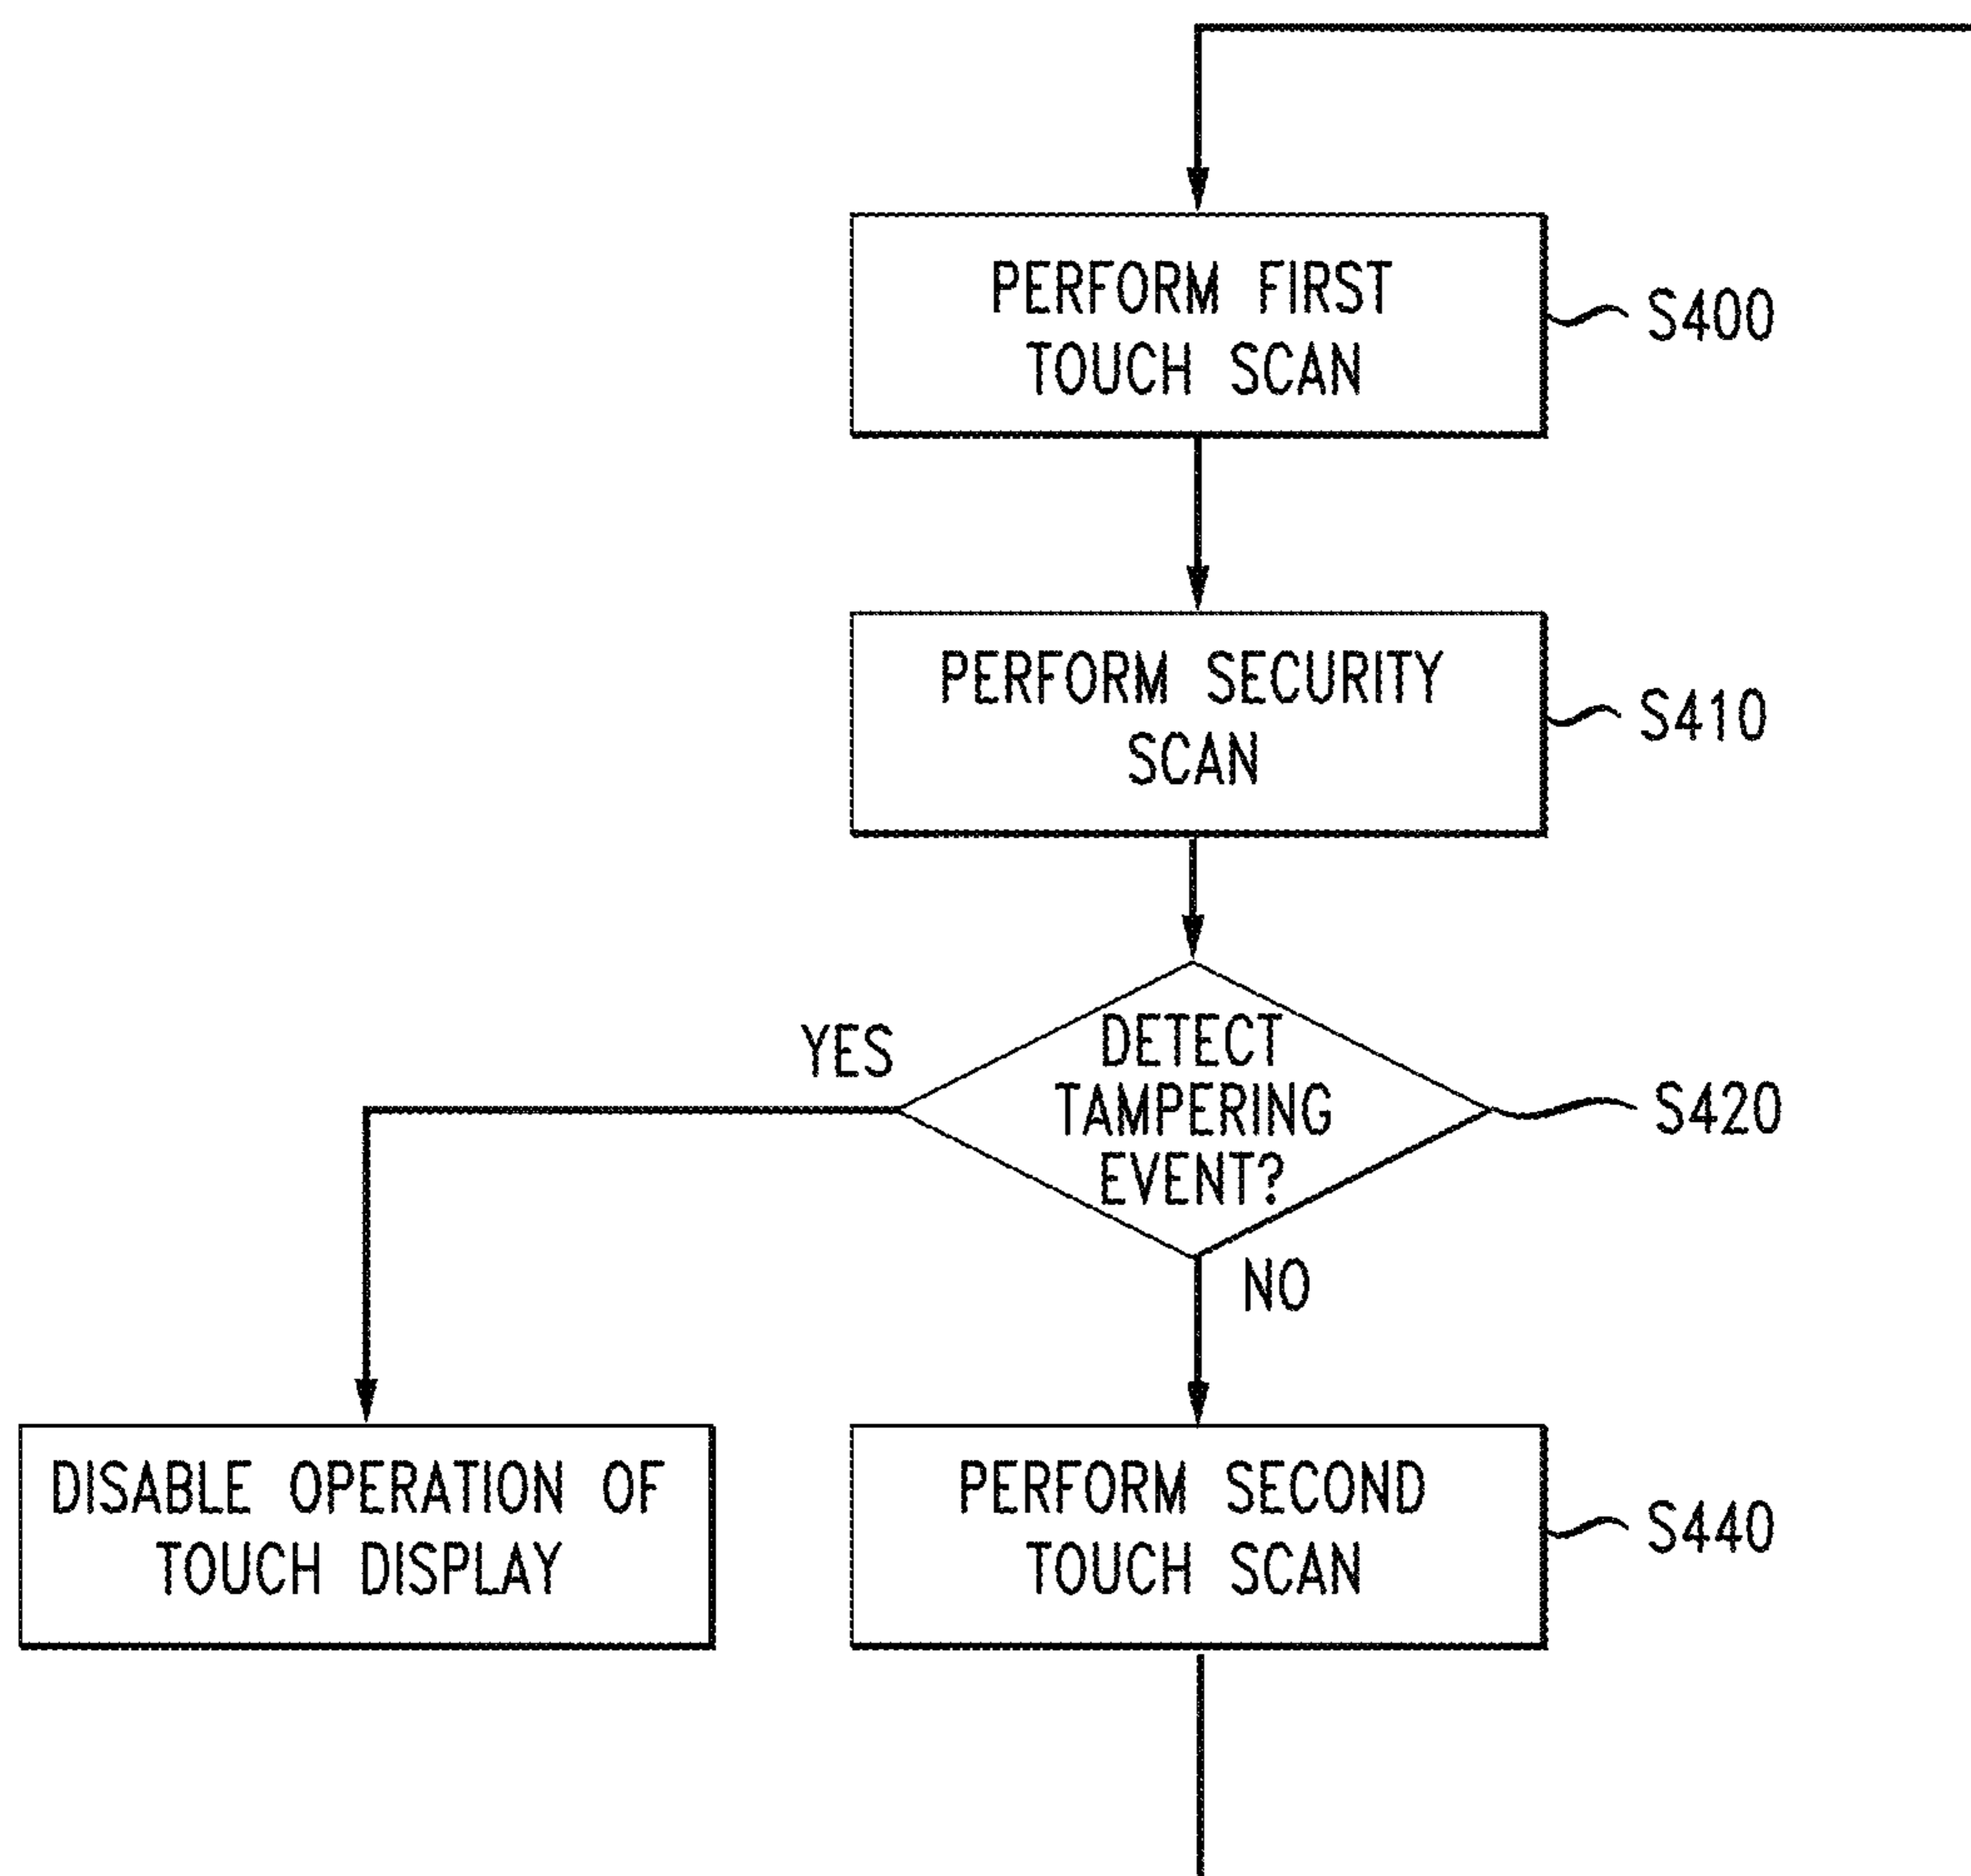 PERFORM FIRST
TOUCH SCAN
S400
PERFORM SECURITY
SCAN
S410
YES
DETECT
TAMPERING
EVENT?
S420
NO
DISABLE OPERATION OF
TOUCH DISPLAY
PERFORM SECOND
TOUCH SCAN
S440